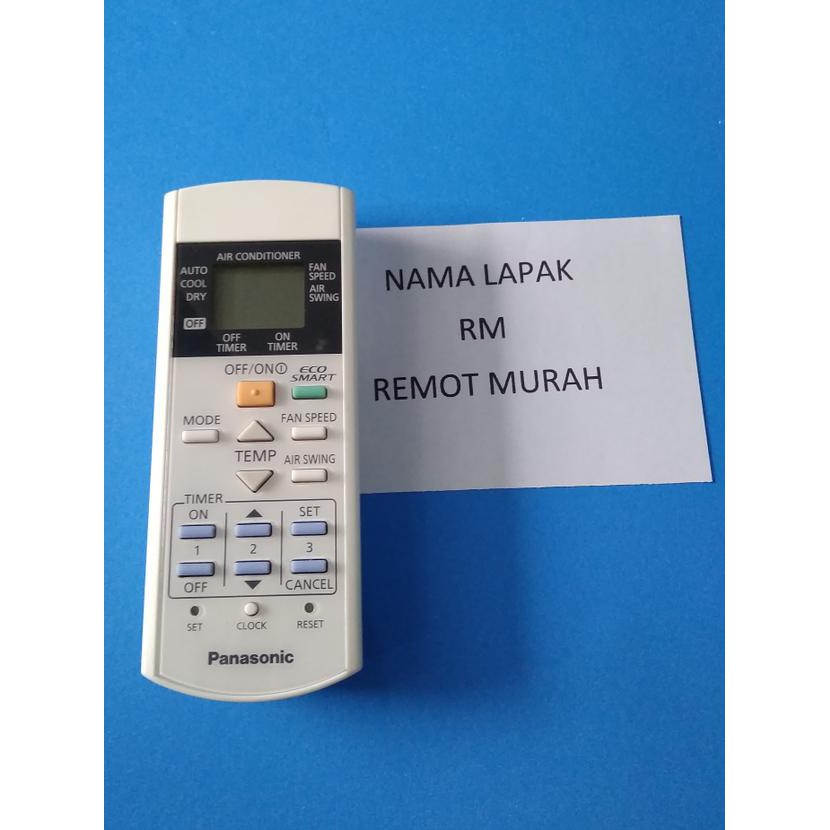 AIR CONDITIONER
AUTO
COOL
DRY
OFF
FAN
SPEED
AIR
SWING
OFF
TIMER
ON
TIMER
OFF/ON
ECO
SMART
MODE
FAN SPEED
TEMP
AIR SWING
TIMER
ON
SET
1
2
3
OFF
CANCEL
SET
CLOCK
RESET
Panasonic
NAMA LAPAK
RM
REMOT MURAH